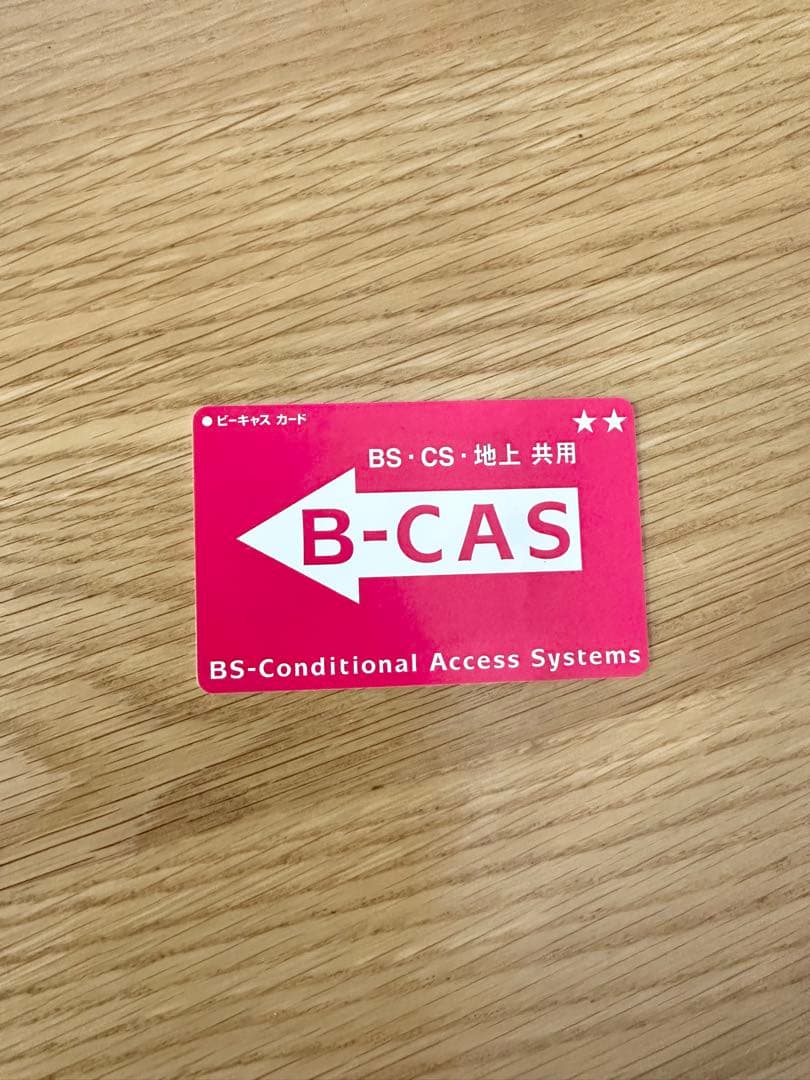 ●ビーキャス カード
★★
BS・CS・地上 共用
B-CAS
BS-Conditional Access Systems